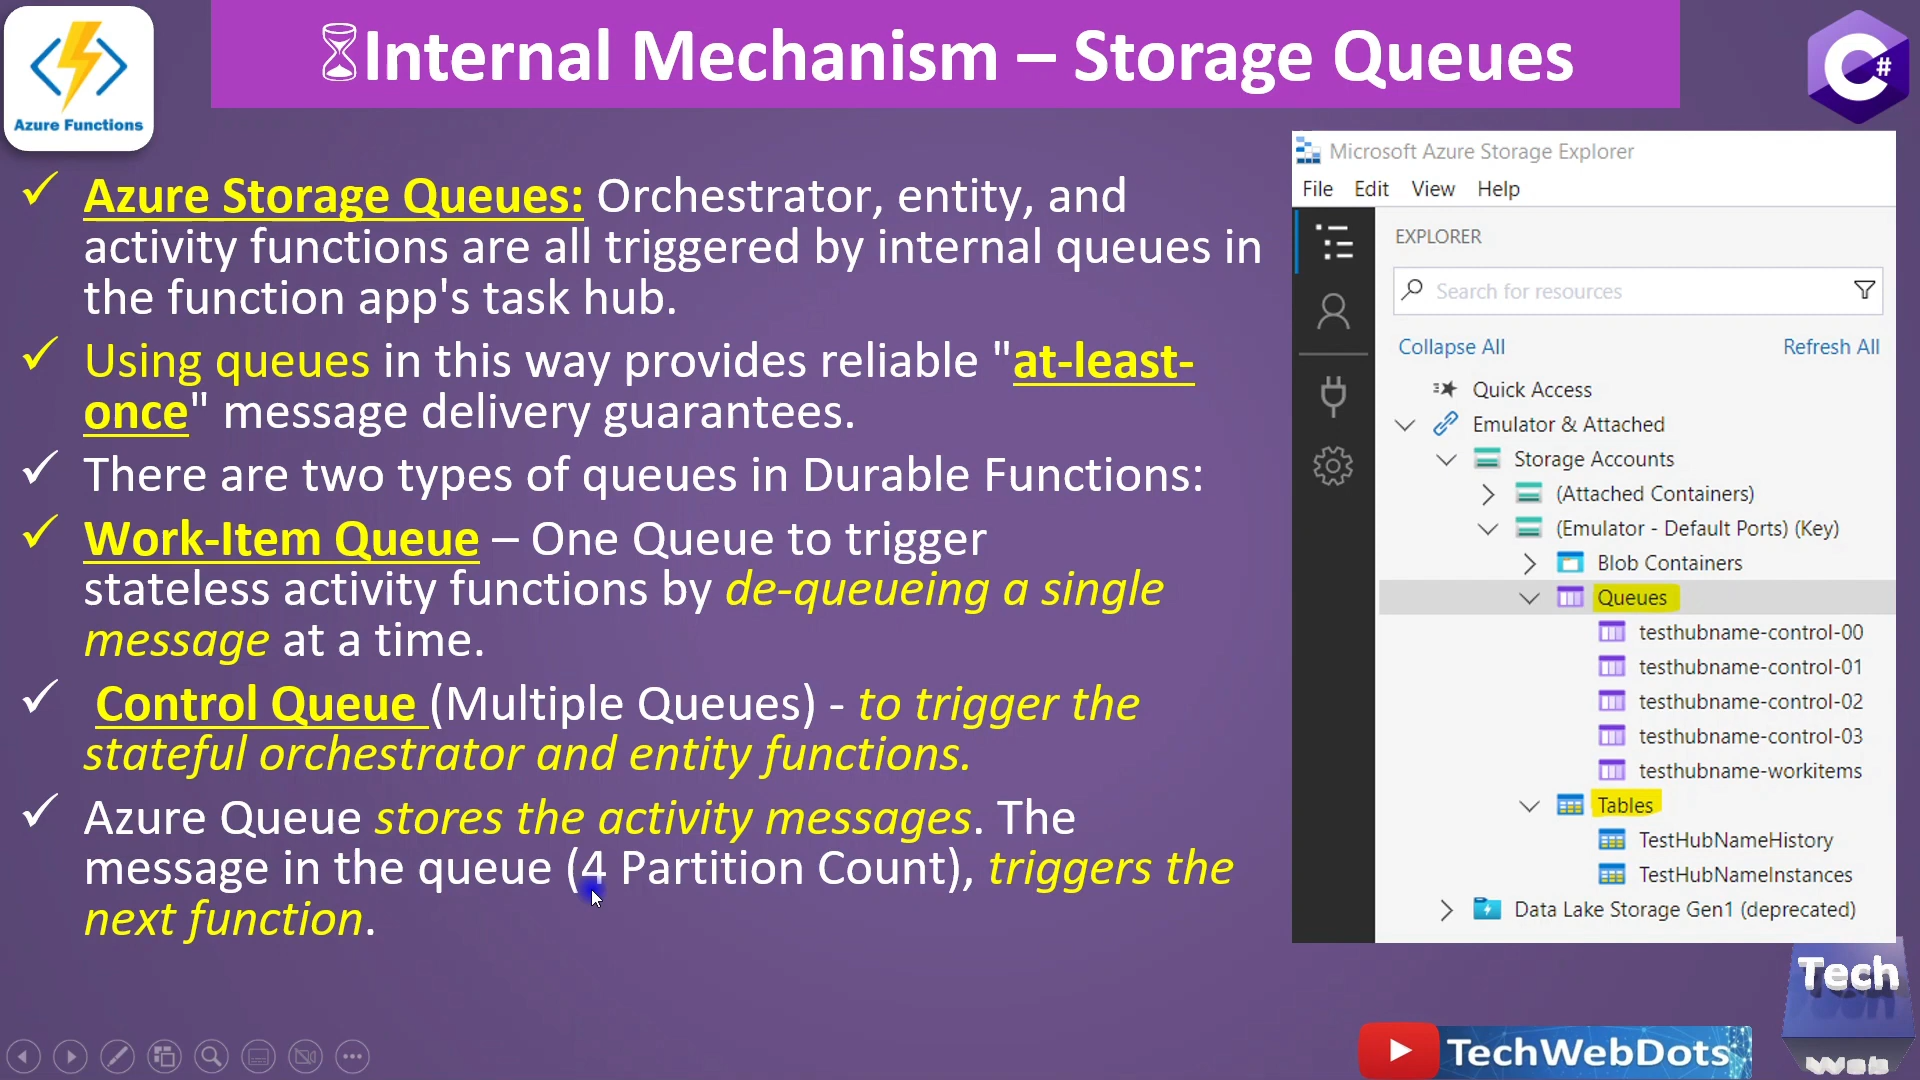 Azure Functions
⏳Internal Mechanism – Storage Queues
C#
✓ Azure Storage Queues: Orchestrator, entity, and
activity functions are all triggered by internal queues in
the function app's task hub.
✓ Using queues in this way provides reliable "at-least-
once" message delivery guarantees.
✓ There are two types of queues in Durable Functions:
✓ Work-Item Queue – One Queue to trigger
stateless activity functions by de-queueing a single
message at a time.
✓ Control Queue (Multiple Queues) - to trigger the
stateful orchestrator and entity functions.
✓ Azure Queue stores the activity messages. The
message in the queue (4 Partition Count), triggers the
next function.
Microsoft Azure Storage Explorer
File Edit View Help
EXPLORER
Search for resources
Collapse All Refresh All
Quick Access
Emulator & Attached
Storage Accounts
(Attached Containers)
(Emulator - Default Ports) (Key)
Blob Containers
Queues
testhubname-control-00
testhubname-control-01
testhubname-control-02
testhubname-control-03
testhubname-workitems
Tables
TestHubNameHistory
TestHubNameInstances
Data Lake Storage Gen1 (deprecated)
Tech
Web
TechWebDots